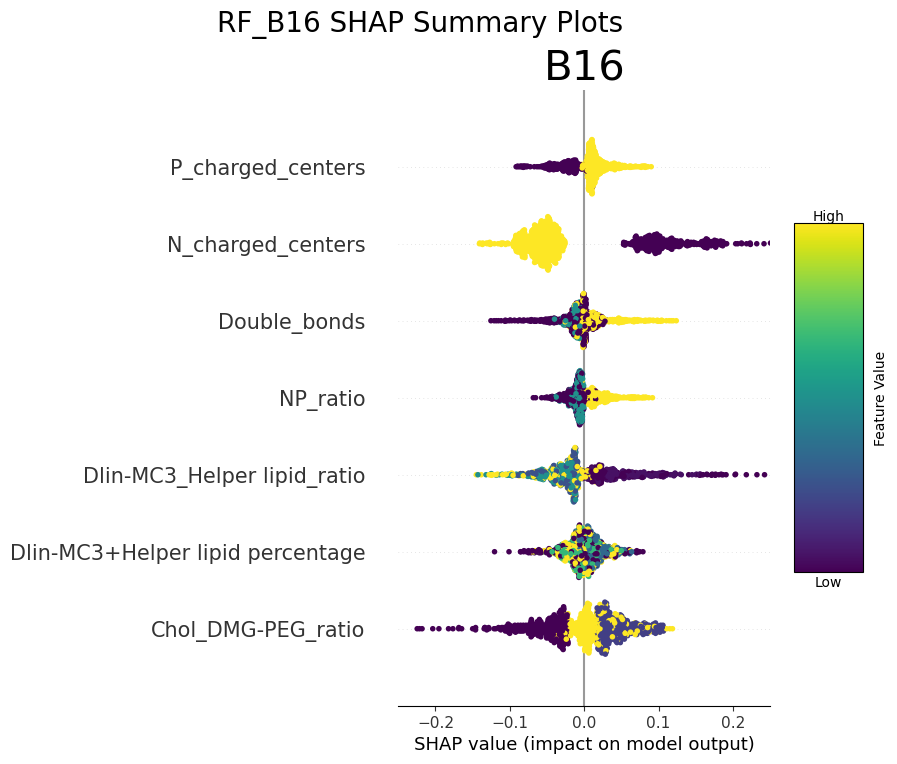 RF_B16 SHAP Summary Plots
B16
P_charged_centers
N_charged_centers
Double_bonds
NP_ratio
Dlin-MC3_Helper lipid_ratio
Dlin-MC3+Helper lipid percentage
Chol_DMG-PEG_ratio
High
Feature Value
Low
−0.2 −0.1 0.0 0.1 0.2
SHAP value (impact on model output)